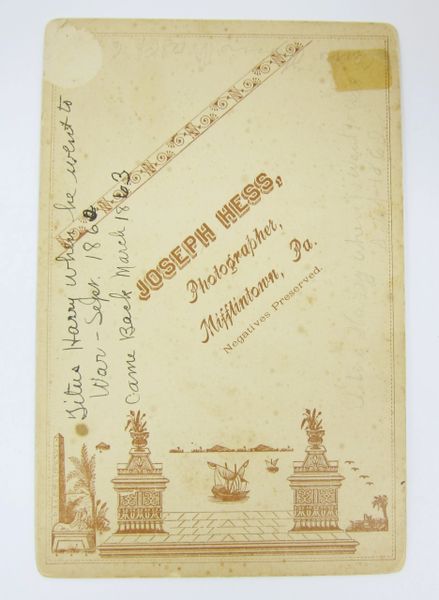 JOSEPH HESS,
Photographer,
Mifflintown, Pa.
Negatives Preserved.
Titus Harry when he went to
War - Sept. 1862
Came Back March 1863